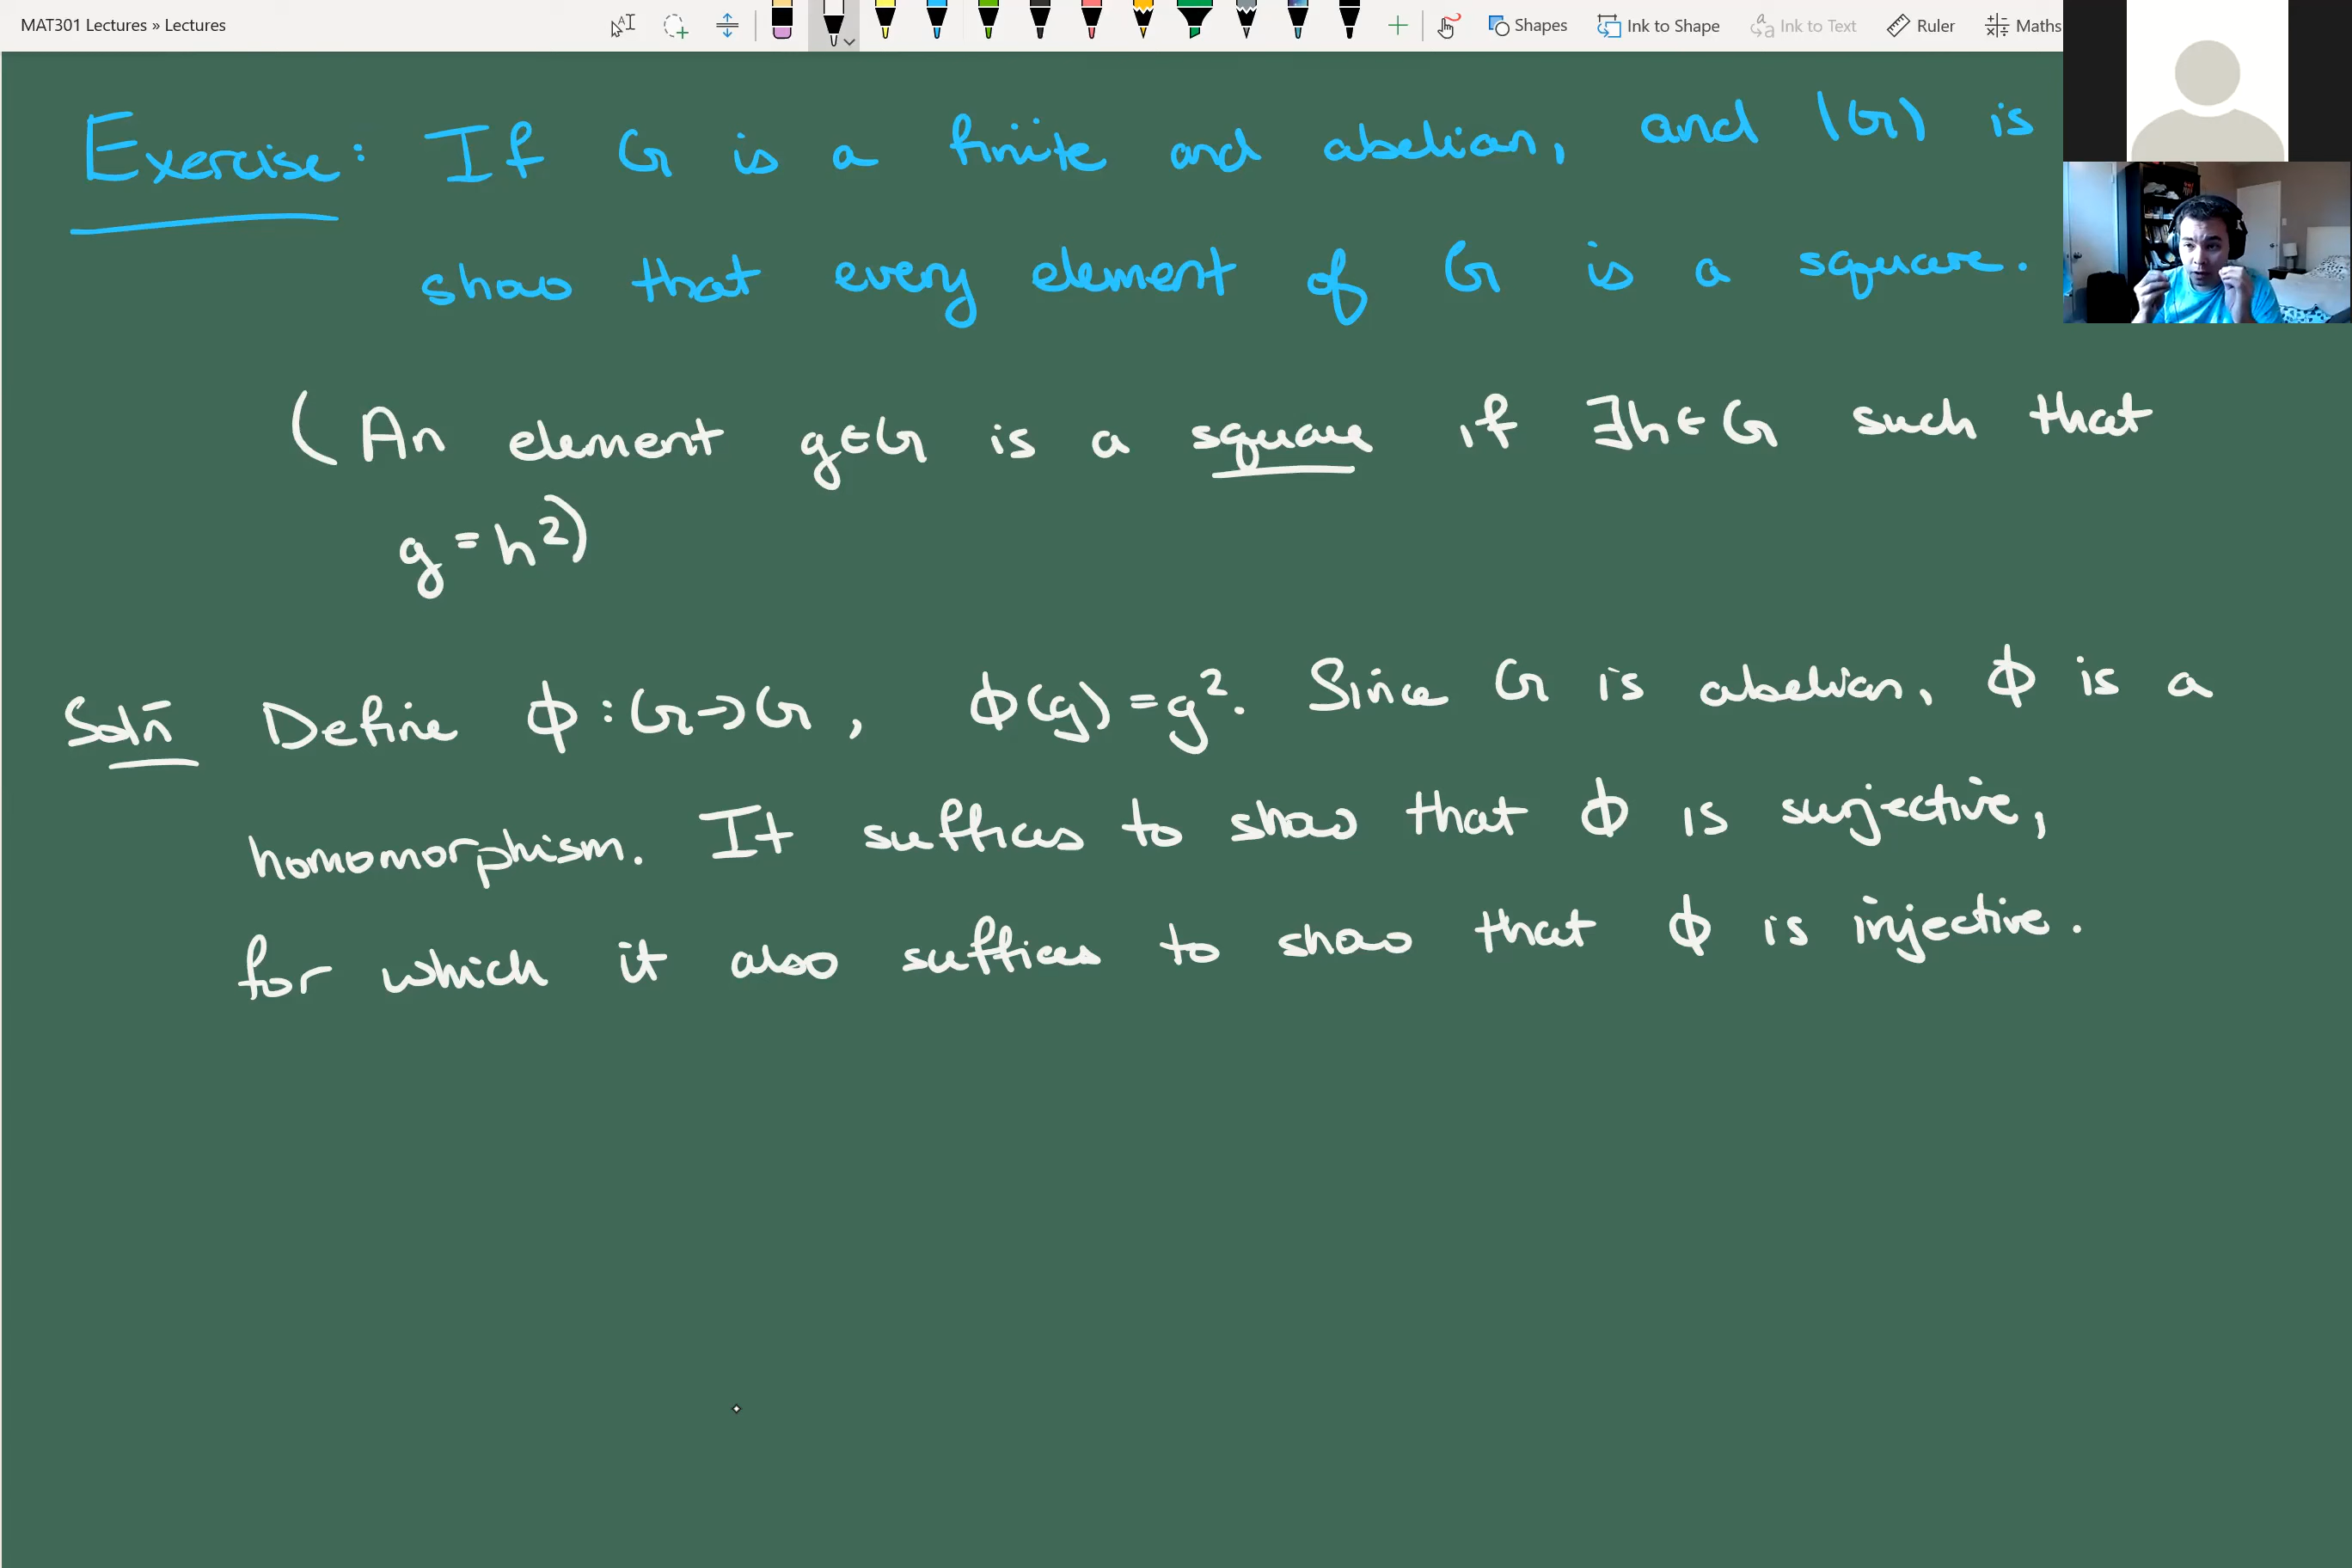 MAT301 Lectures » Lectures
Shapes Ink to Shape Ink to Text Ruler Maths
Exercise: If G is a finite and abelian, and |G| is
show that every element of G is a square.
(An element g∈G is a square if ∃h∈G such that
g=h²)
Soln Define ϕ:G→G, ϕ(g)=g². Since G is abelian, ϕ is a
homomorphism. It suffices to show that ϕ is surjective,
for which it also suffices to show that ϕ is injective.